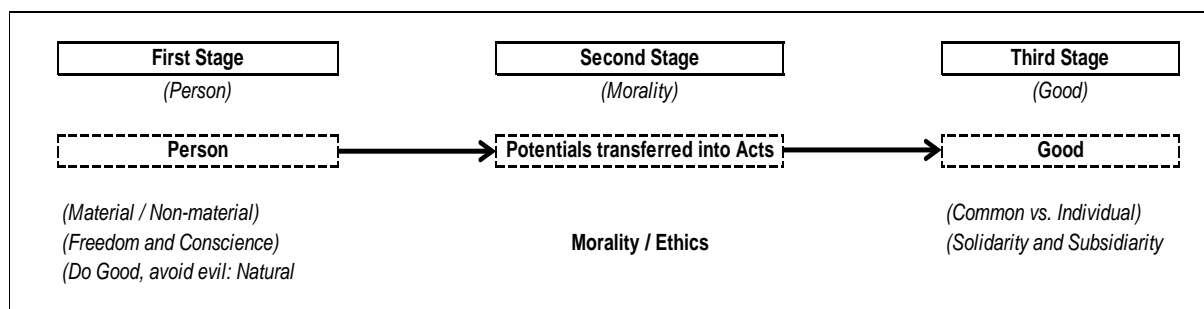 First Stage
Second Stage
Third Stage
(Person)
(Morality)
(Good)
Person
Potentials transferred into Acts
Good
(Material / Non-material)
(Freedom and Conscience)
(Do Good, avoid evil: Natural
Morality / Ethics
(Common vs. Individual)
(Solidarity and Subsidiarity